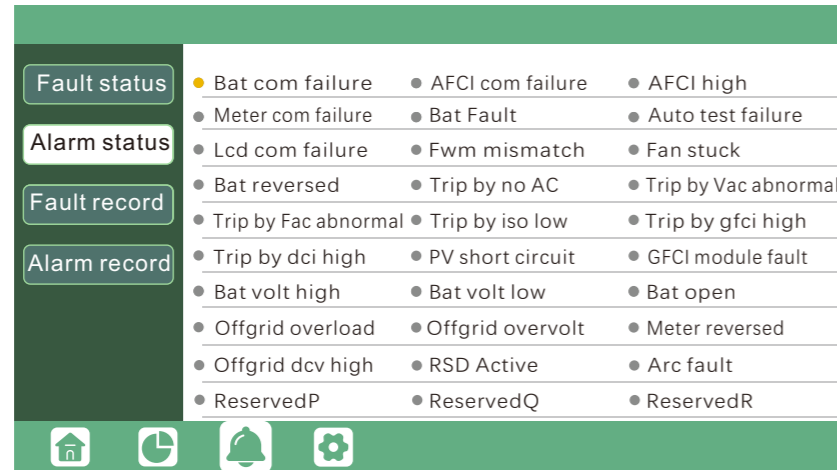 Fault status
Alarm status
Fault record
Alarm record
Bat com failure AFCI com failure AFCI high
Meter com failure Bat Fault Auto test failure
Lcd com failure Fwm mismatch Fan stuck
Bat reversed Trip by no AC Trip by Vac abnormal
Trip by Fac abnormal Trip by iso low Trip by gfci high
Trip by dci high PV short circuit GFCI module fault
Bat volt high Bat volt low Bat open
Offgrid overload Offgrid overvolt Meter reversed
Offgrid dcv high RSD Active Arc fault
ReservedP ReservedQ ReservedR